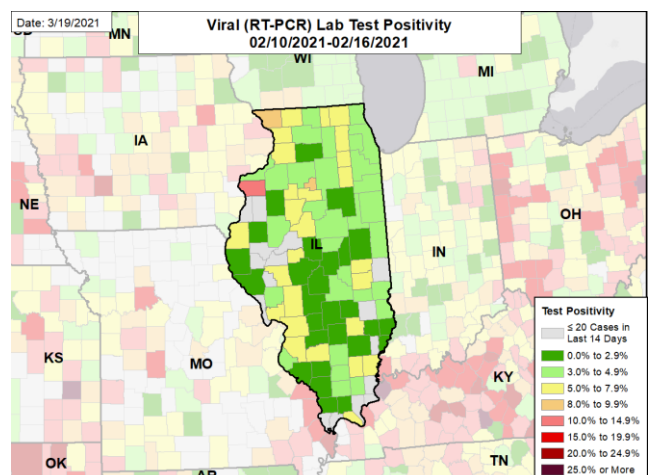 Date: 3/19/2021
Viral (RT-PCR) Lab Test Positivity
02/10/2021-02/16/2021
MN
WI
MI
IA
NE
IL
IN
OH
KS
MO
KY
OK
AR
TN
Test Positivity
≤ 20 Cases in
Last 14 Days
0.0% to 2.9%
3.0% to 4.9%
5.0% to 7.9%
8.0% to 9.9%
10.0% to 14.9%
15.0% to 19.9%
20.0% to 24.9%
25.0% or More